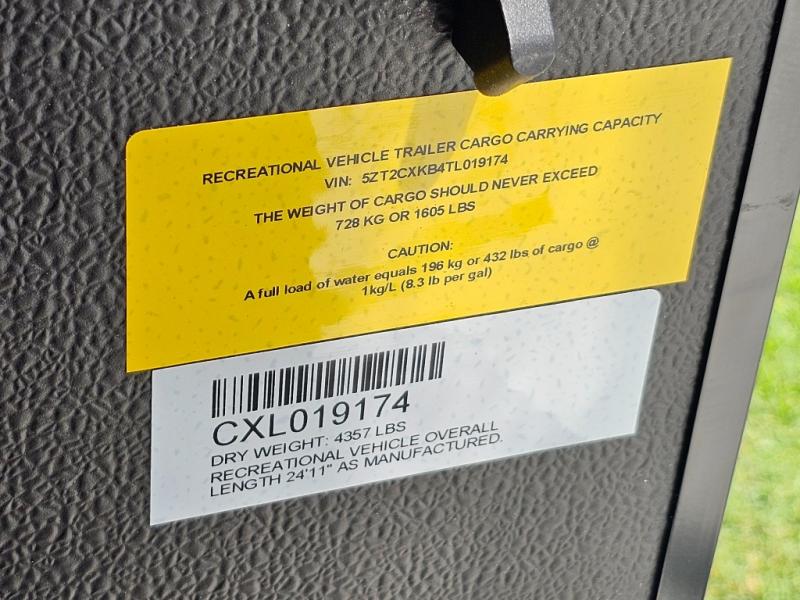 RECREATIONAL VEHICLE TRAILER CARGO CARRYING CAPACITY
VIN: 5ZT2CXKB4TL019174
THE WEIGHT OF CARGO SHOULD NEVER EXCEED
728 KG OR 1605 LBS
CAUTION:
A full load of water equals 196 kg or 432 lbs of cargo @
1kg/L (8.3 lb per gal)
CXL019174
DRY WEIGHT: 4357 LBS
RECREATIONAL VEHICLE OVERALL
LENGTH 24'11" AS MANUFACTURED.